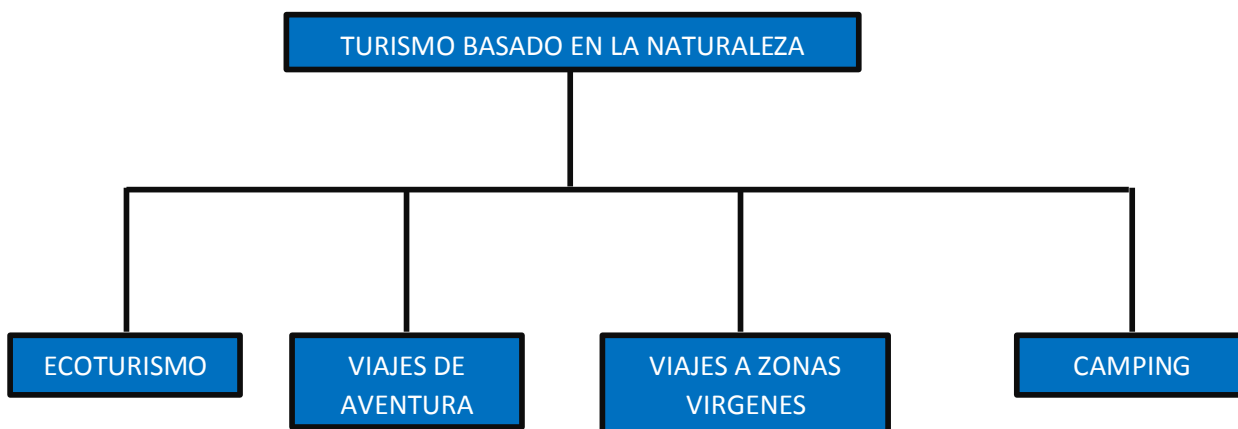 TURISMO BASADO EN LA NATURALEZA
ECOTURISMO
VIAJES DE
AVENTURA
VIAJES A ZONAS
VIRGENES
CAMPING